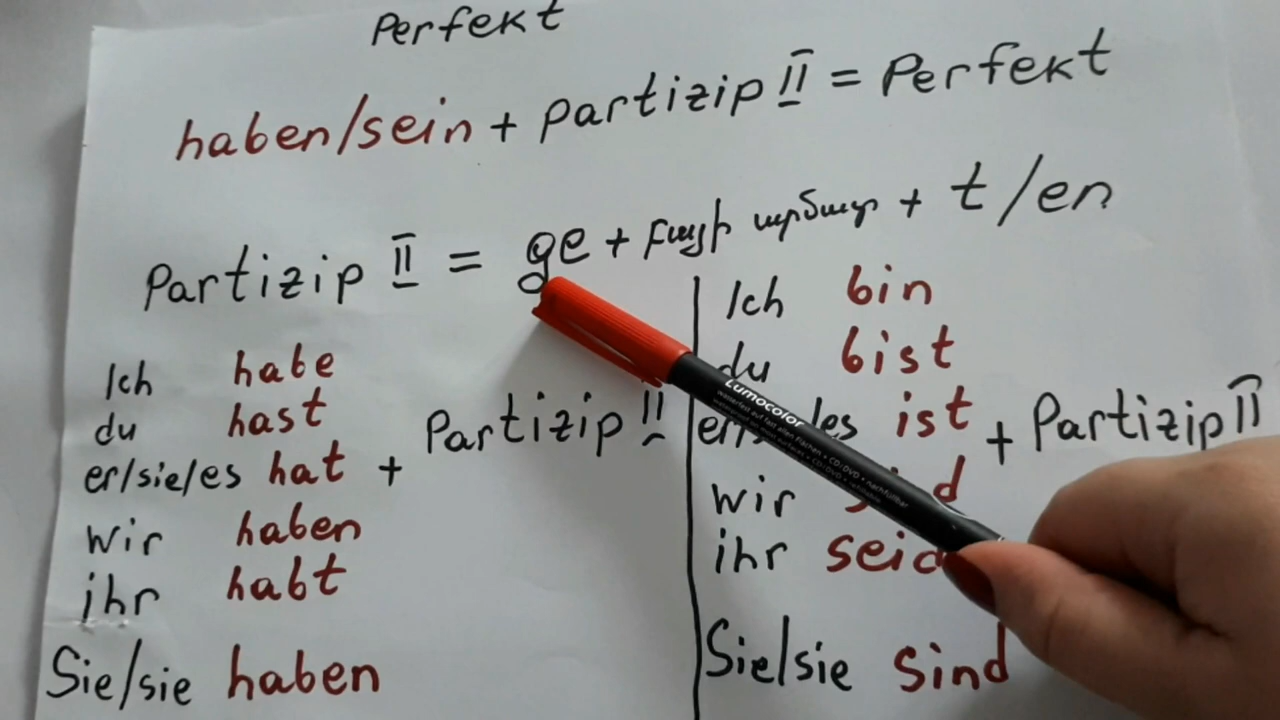 Perfekt
haben/sein + Partizip II = Perfekt
Partizip II = ge + բայի արմատ + t/en
Ich habe
du hast
er/sie/es hat + Partizip II
wir haben
ihr habt
Sie/sie haben
Ich bin
du bist
es ist + Partizip II
wir
ihr
Sie/sie sind
Lumocolor